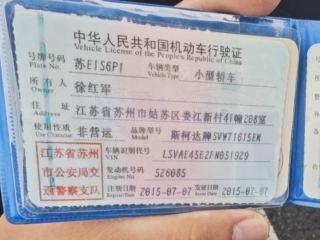 中华人民共和国机动车行驶证
Vehicle License of the People's Republic of China
号牌号码 苏E1S6P1 车辆类型 小型轿车
Plate No. Vehicle Type
所有人 徐红军
Owner
住址 江苏省苏州市姑苏区娄江新村41幢208室
Address
使用性质 非营运 品牌型号 斯柯达牌SVW7161SEM
Use Character Model
江苏省苏州市公安局交通警察支队
车辆识别代号 LSVAE45E2FN051929
VIN
发动机号码 526085
Engine No.
注册日期 2015-07-07 发证日期 2015-07-07
Register Date Issue Date